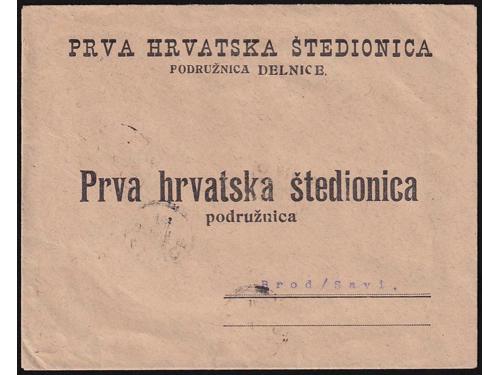 PRVA HRVATSKA ŠTEDIONICA
PODRUŽNICA DELNICE.
Prva hrvatska štedionica
podružnica
Brod/Savi.